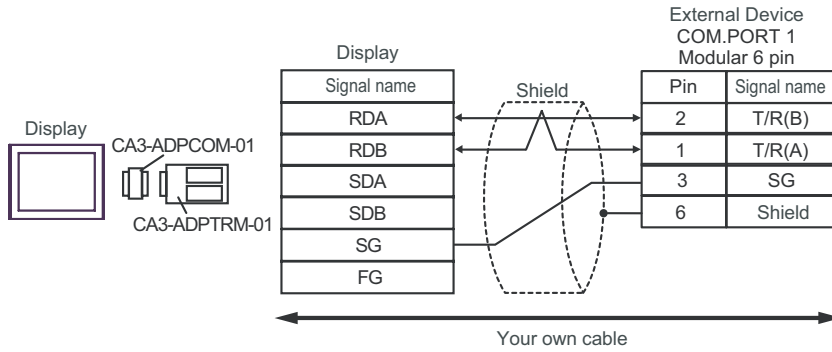 External Device
COM.PORT 1
Modular 6 pin
Display
Signal name
Shield
Pin
Signal name
RDA
2
T/R(B)
RDB
1
T/R(A)
SDA
3
SG
SDB
6
Shield
SG
FG
Display
CA3-ADPCOM-01
CA3-ADPTRM-01
Your own cable